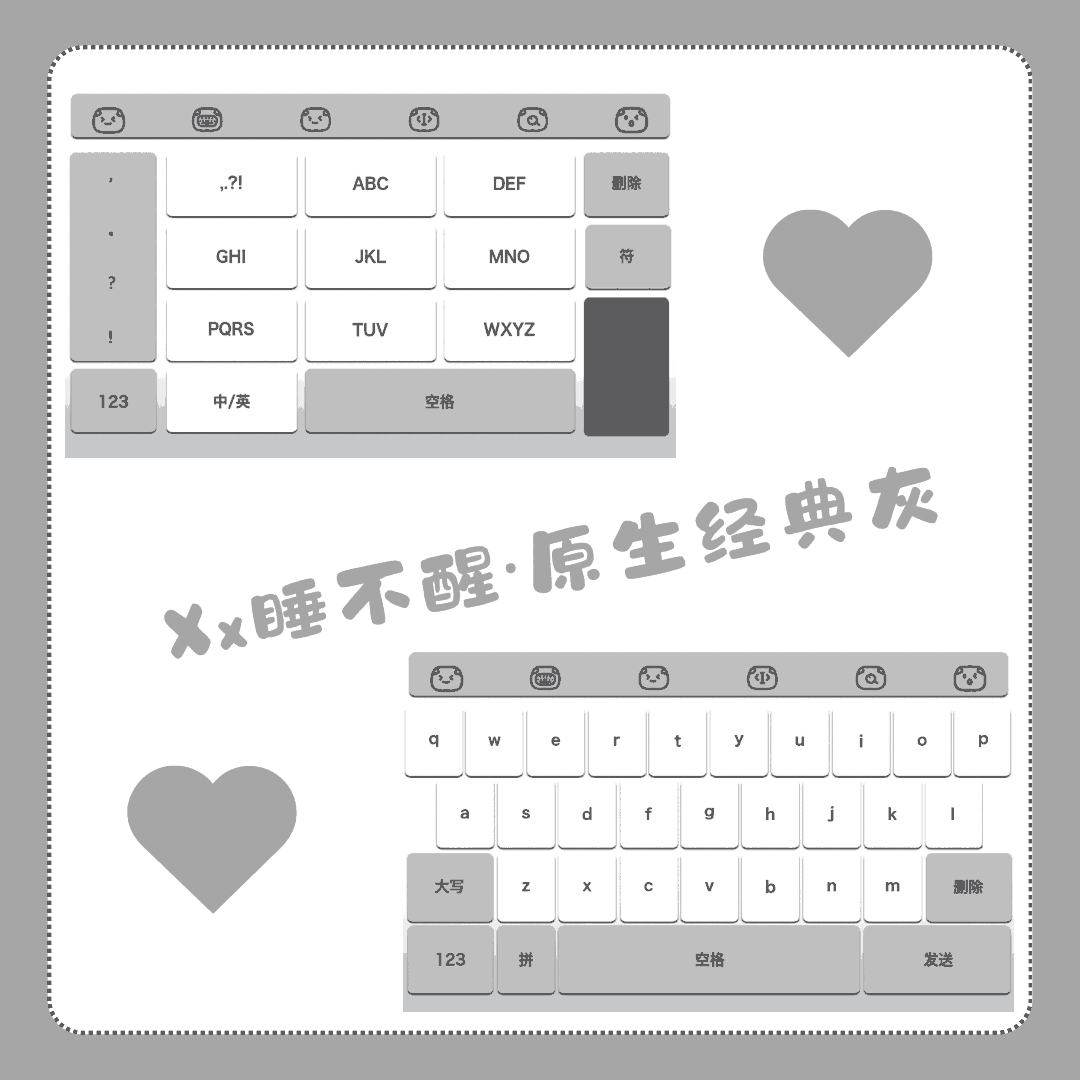 ,.?! ABC DEF 删除
,
.
?
!
GHI JKL MNO 符
PQRS TUV WXYZ
123 中/英 空格
Xx睡不醒·原生经典灰
q w e r t y u i o p
a s d f g h j k l
大写 z x c v b n m 删除
123 拼 空格 发送